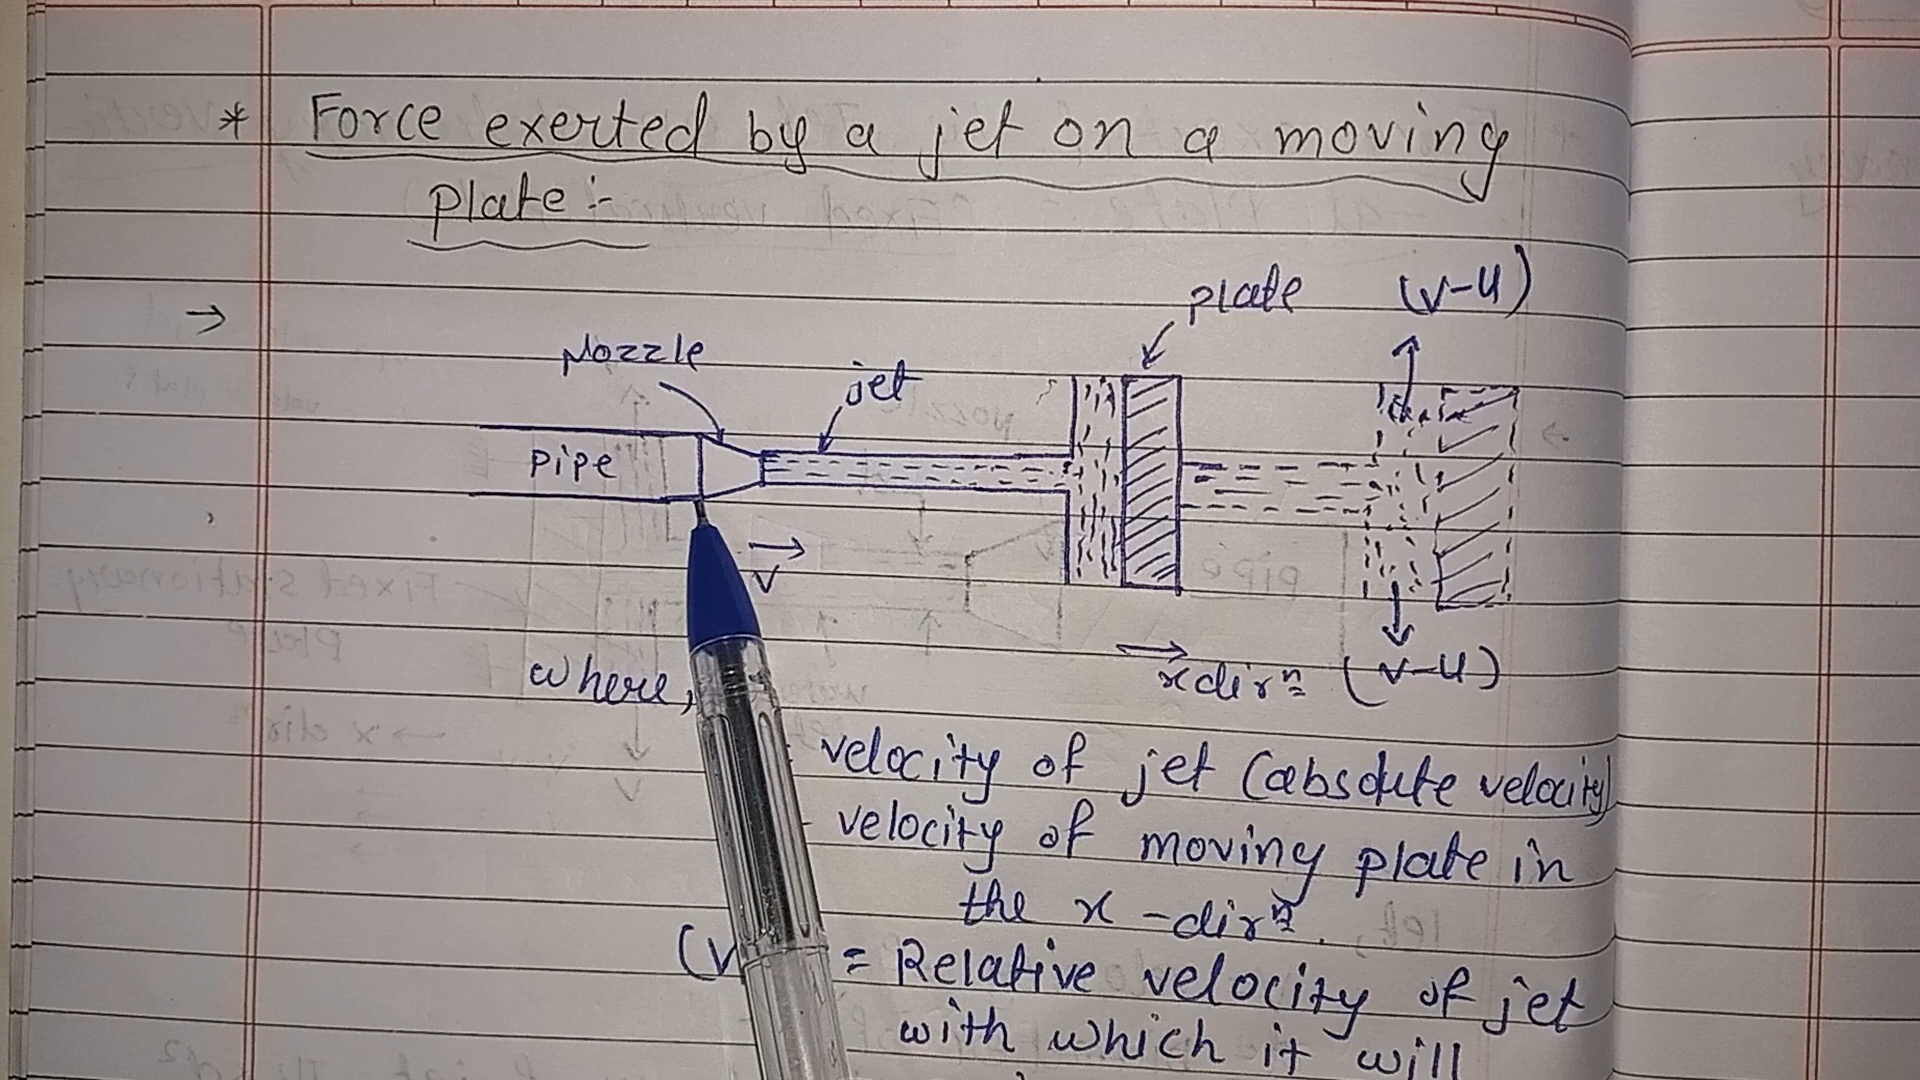 * Force exerted by a jet on a moving
plate :-
→
plate (V-u)
Nozzle
jet
pipe
V
x dirⁿ (V-u)
where,
velocity of jet (absolute velocity)
- velocity of moving plate in
the x - dirⁿ.
(V = Relative velocity of jet
with which it will